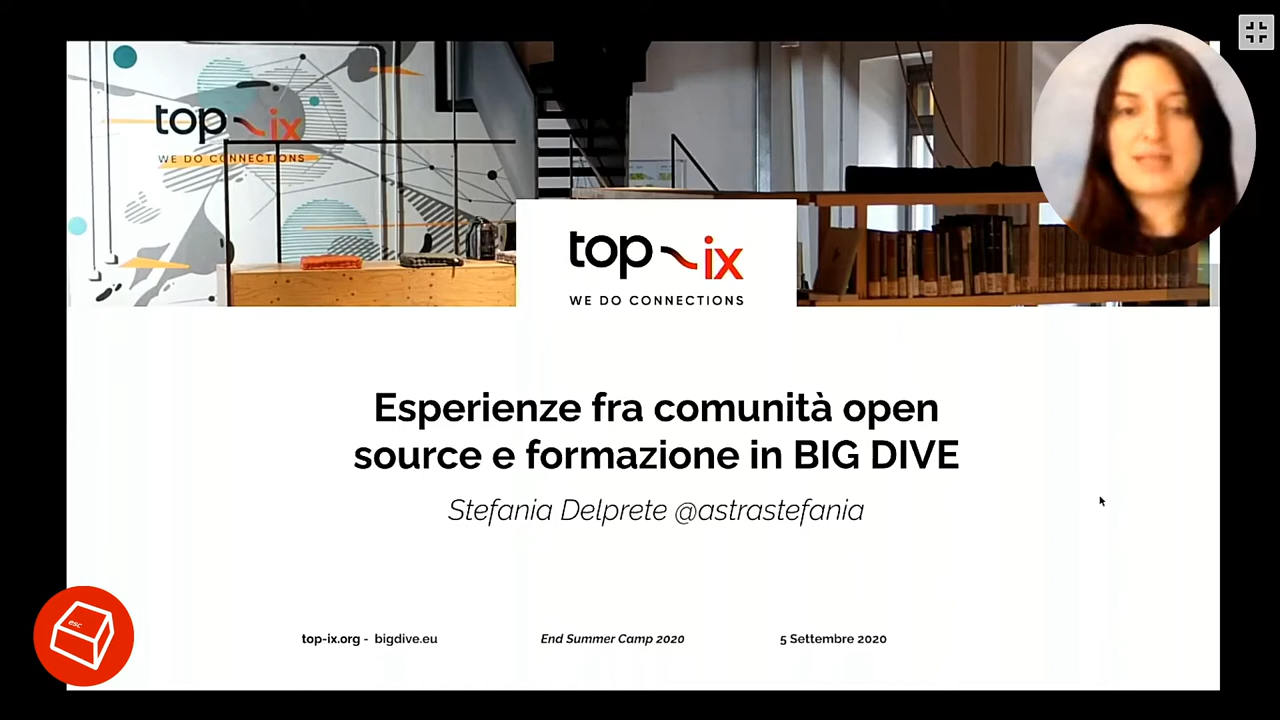 top-ix
WE DO CONNECTIONS
top-ix
WE DO CONNECTIONS
Esperienze fra comunità open
source e formazione in BIG DIVE
Stefania Delprete @astrastefania
esc
top-ix.org - bigdive.eu
End Summer Camp 2020
5 Settembre 2020